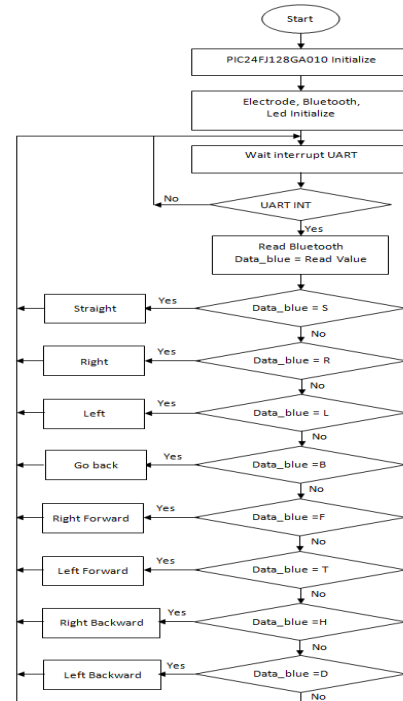 Start
PIC24FJ128GA010 Initialize
Electrode, Bluetooth,
Led Initialize
Wait interrupt UART
No
UART INT
Yes
Read Bluetooth
Data_blue = Read Value
Straight
Yes
Data_blue = S
No
Right
Yes
Data_blue = R
No
Left
Yes
Data_blue = L
No
Go back
Yes
Data_blue =B
No
Right Forward
Yes
Data_blue =F
No
Left Forward
Yes
Data_blue = T
No
Right Backward
Yes
Data_blue =H
No
Left Backward
Yes
Data_blue =D
No